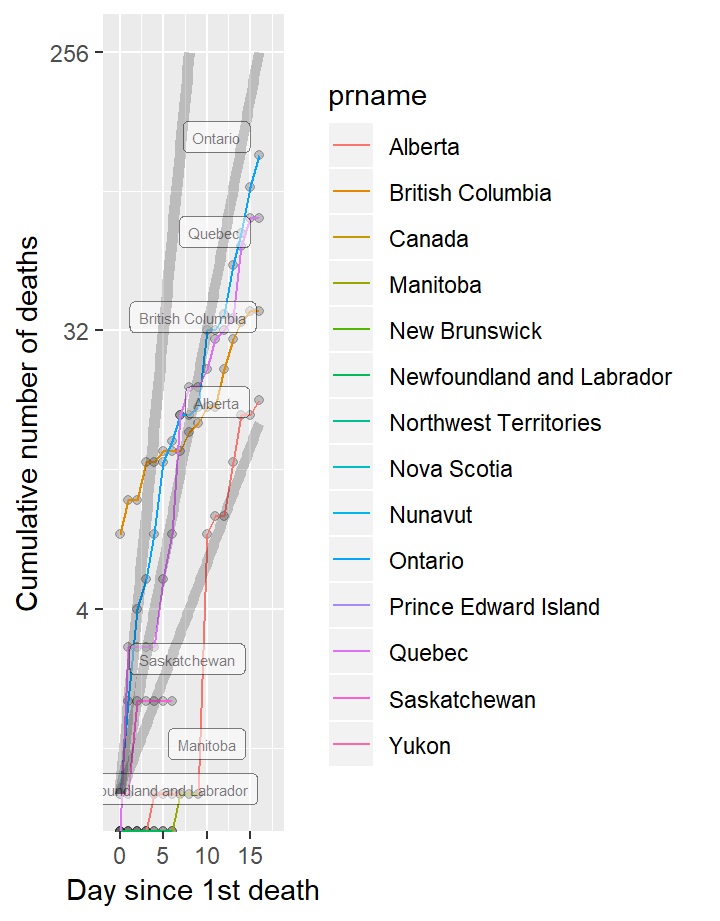 256
32
4
Cumulative number of deaths
Ontario
Quebec
British Columbia
Alberta
Saskatchewan
Manitoba
oundland and Labrador
0 5 10 15
Day since 1st death
prname
Alberta
British Columbia
Canada
Manitoba
New Brunswick
Newfoundland and Labrador
Northwest Territories
Nova Scotia
Nunavut
Ontario
Prince Edward Island
Quebec
Saskatchewan
Yukon